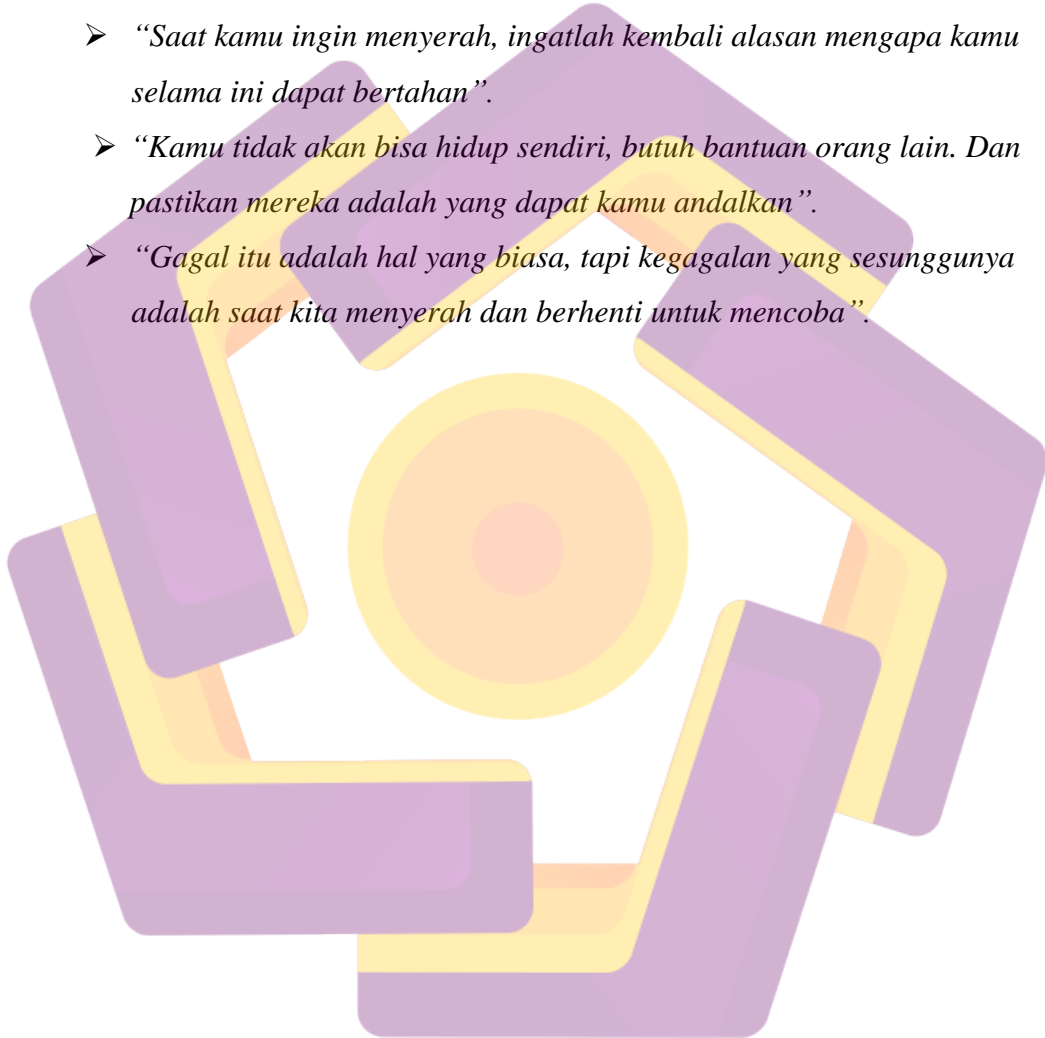 ➤ “Saat kamu ingin menyerah, ingatlah kembali alasan mengapa kamu
selama ini dapat bertahan”.
➤ “Kamu tidak akan bisa hidup sendiri, butuh bantuan orang lain. Dan
pastikan mereka adalah yang dapat kamu andalkan”.
➤ “Gagal itu adalah hal yang biasa, tapi kegagalan yang sesunggunya
adalah saat kita menyerah dan berhenti untuk mencoba”.